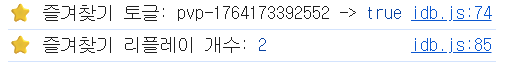 ⭐ 즐겨찾기 토글: pvp-1764173392552 -> true idb.js:74
⭐ 즐겨찾기 리플레이 개수: 2 idb.js:85